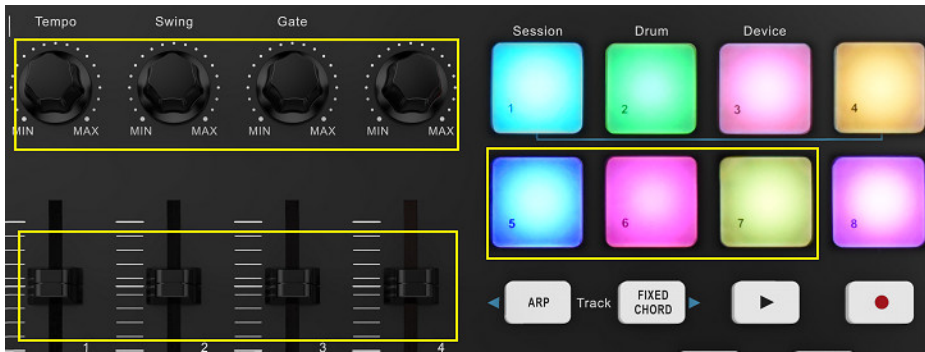 Tempo Swing Gate
MIN MAX MIN MAX MIN MAX MIN MAX
1 2 3 4
Session Drum Device
1 2 3 4
5 6 7 8
ARP Track FIXED CHORD